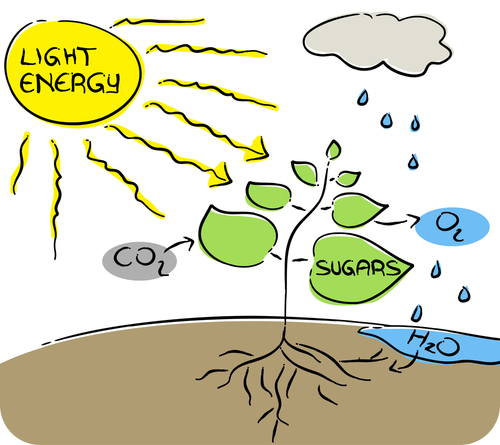 LIGHT
ENERGY
CO₂
O₂
SUGARS
H₂O